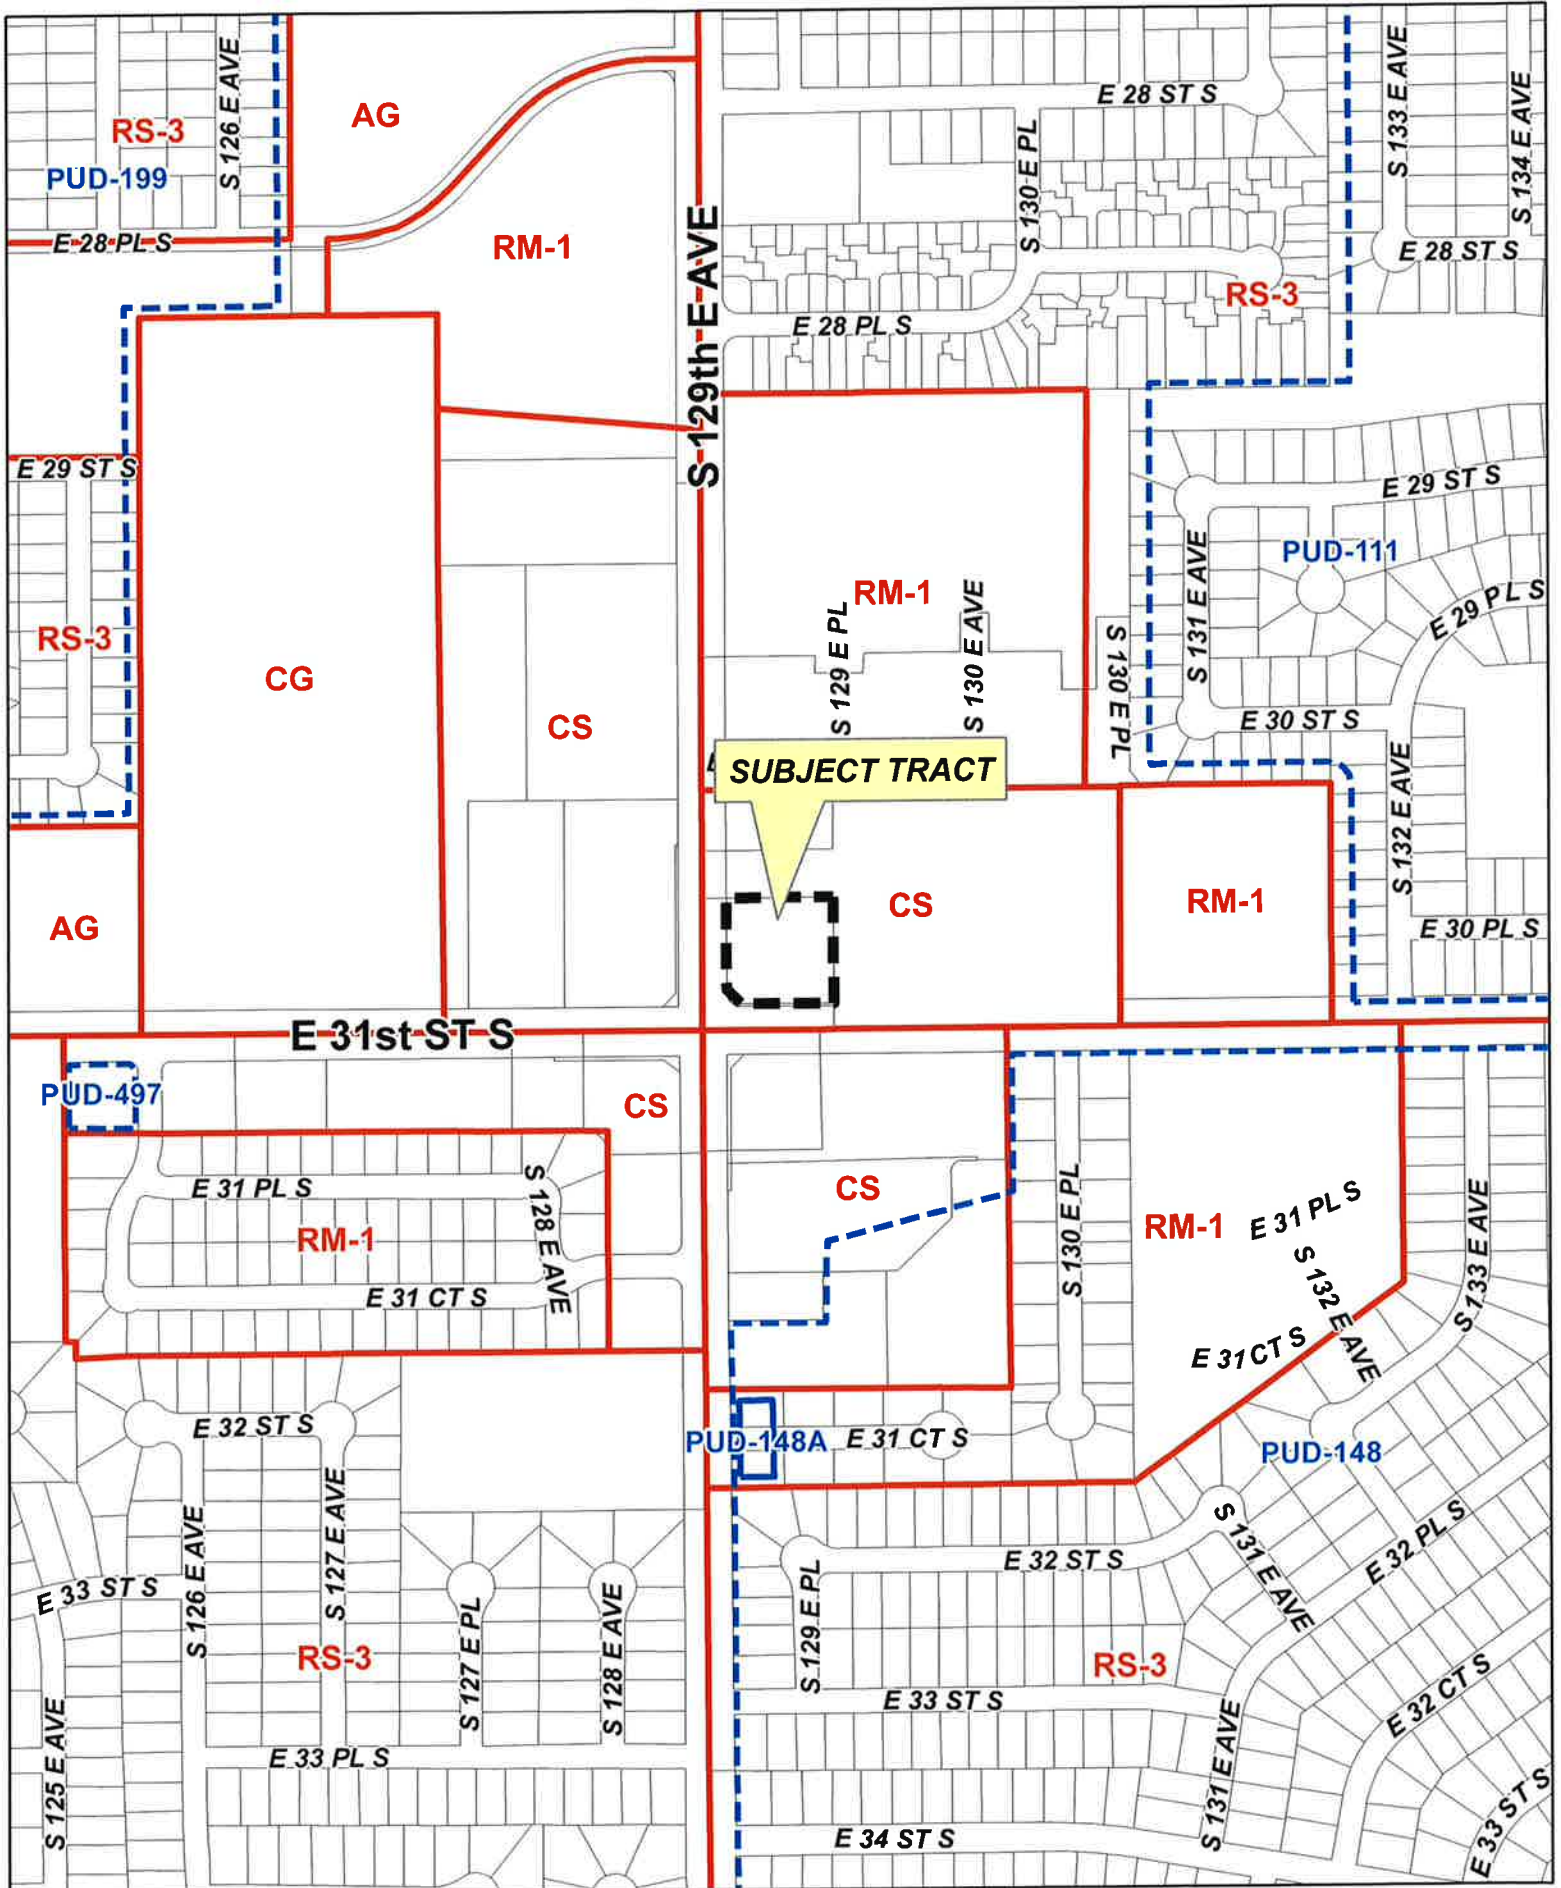 S 126 E AVE
AG
RS-3
PUD-199
E 28 PL S
RM-1
S 129th E AVE
E 28 ST S
S 133 E AVE
S 134 E AVE
S 130 E PL
E 28 ST S
RS-3
E 28 PL S
E 29 ST S
E 29 ST S
PUD-111
RM-1
S 131 E AVE
E 29 PL S
RS-3
S 129 E PL
S 130 E AVE
S 130 E PL
CG
CS
E 30 ST S
SUBJECT TRACT
S 132 E AVE
AG
CS
RM-1
E 30 PL S
E 31st ST S
PUD-497
CS
E 31 PL S
S 128 E AVE
CS
S 130 E PL
RM-1
E 31 PL S
S 133 E AVE
RM-1
S 132 E AVE
E 31 CT S
E 31 CT S
E 32 ST S
PUD-148A
E 31 CT S
PUD-148
S 126 E AVE
S 127 E AVE
E 33 ST S
S 127 E PL
S 128 E AVE
S 129 E PL
E 32 ST S
S 131 E AVE
E 32 PL S
RS-3
RS-3
E 33 ST S
E 32 CT S
S 125 E AVE
E 33 PL S
S 131 E AVE
E 34 ST S
E 33 ST S